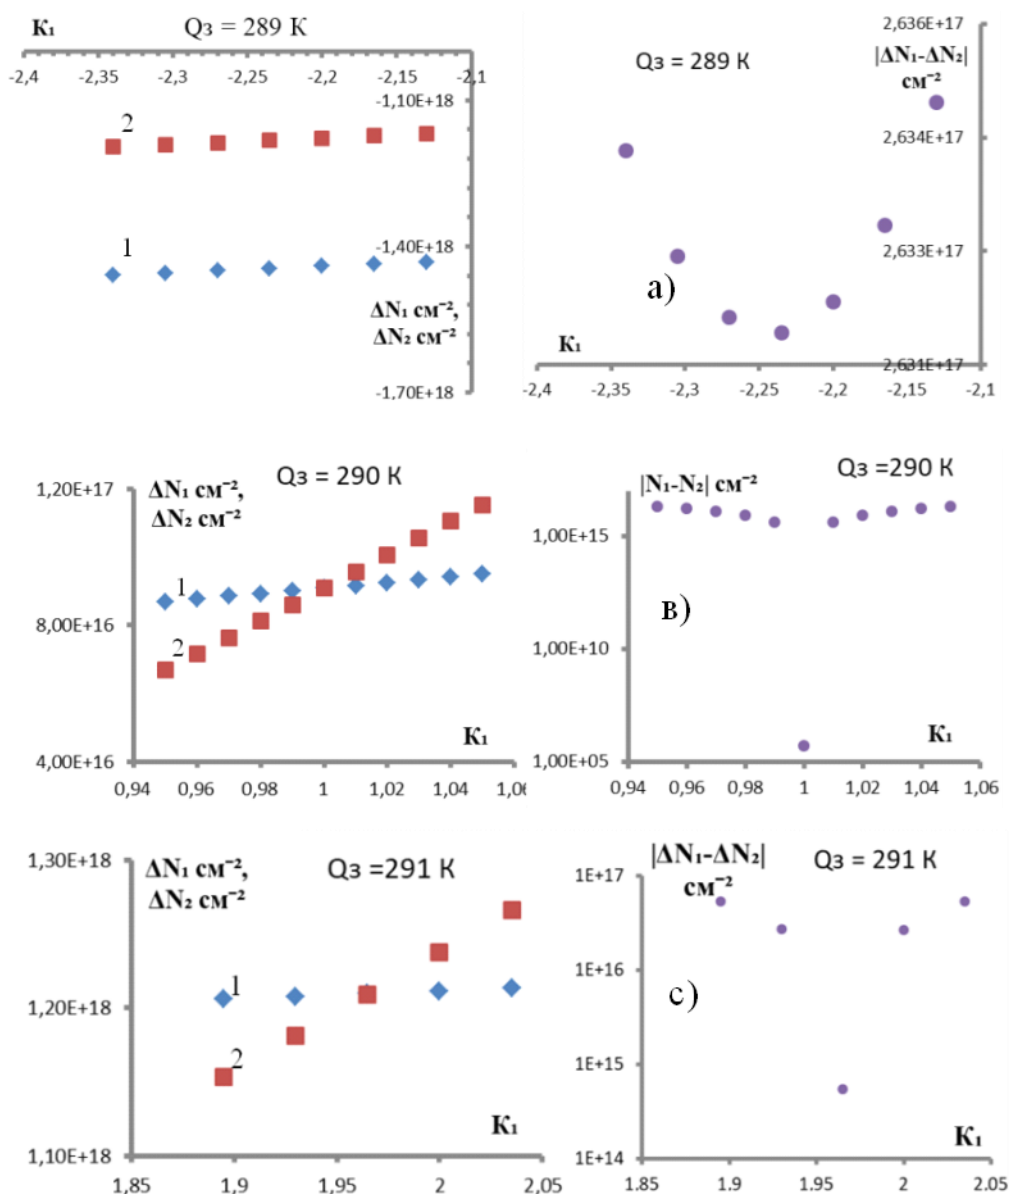 K₁ Qз = 289 К
-2,4 -2,35 -2,3 -2,25 -2,2 -2,15 -2,1
-1,10E+18
2
1
-1,40E+18
ΔN₁ см⁻²,
ΔN₂ см⁻²
-1,70E+18
2,636E+17
Qз = 289 К
|ΔN₁-ΔN₂|
см⁻²
2,634E+17
2,633E+17
а)
K₁
2,631E+17
-2,4 -2,35 -2,3 -2,25 -2,2 -2,15 -2,1
1,20E+17
ΔN₁ см⁻²,
ΔN₂ см⁻²
Qз = 290 К
1
8,00E+16
2
K₁
4,00E+16
0,94 0,96 0,98 1 1,02 1,04 1,06
Qз =290 К
|N₁-N₂| см⁻²
1,00E+15
в)
1,00E+10
K₁
1,00E+05
0,94 0,96 0,98 1 1,02 1,04 1,06
1,30E+18
ΔN₁ см⁻²,
ΔN₂ см⁻²
Qз =291 К
1
1,20E+18
2
K₁
1,10E+18
1,85 1,9 1,95 2 2,05
|ΔN₁-ΔN₂|
см⁻²
Qз = 291 К
1E+17
1E+16
с)
1E+15
K₁
1E+14
1.85 1.9 1.95 2 2.05